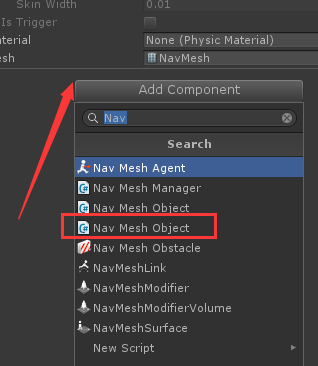 Skin Width 0.01
Is Trigger
aterial None (Physic Material)
esh NavMesh
Add Component
Nav
Search
Nav Mesh Agent
Nav Mesh Manager
Nav Mesh Object
Nav Mesh Object
Nav Mesh Obstacle
NavMeshLink
NavMeshModifier
NavMeshModifierVolume
NavMeshSurface
New Script